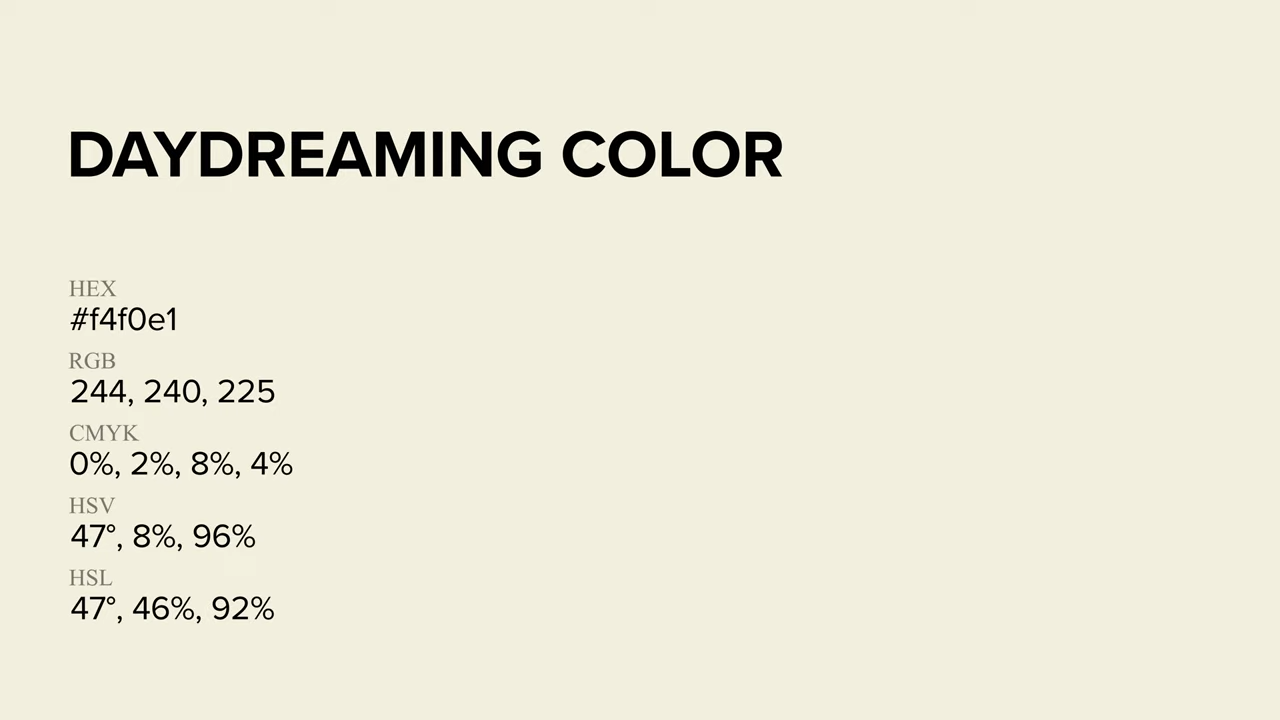 DAYDREAMING COLOR
HEX
#f4f0e1
RGB
244, 240, 225
CMYK
0%, 2%, 8%, 4%
HSV
47°, 8%, 96%
HSL
47°, 46%, 92%